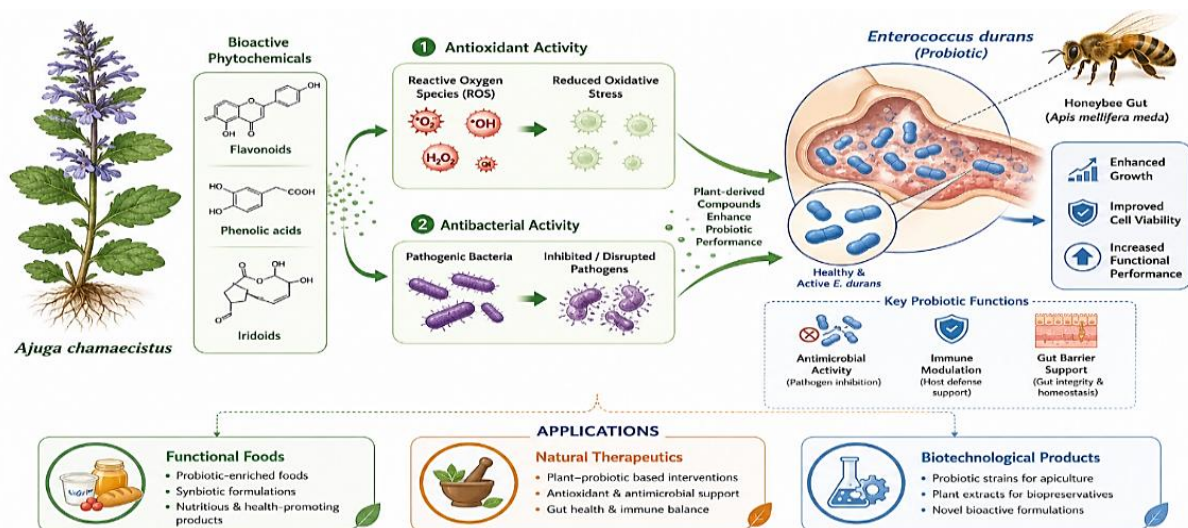 Bioactive
Phytochemicals
OH
O
OH
O
Flavonoids
HO
COOH
HO
Phenolic acids
O
OH
O
OH
O
Iridoids
Ajuga chamaecistus
1 Antioxidant Activity
Reactive Oxygen
Species (ROS)
Reduced Oxidative
Stress
•OH
H₂O₂
2 Antibacterial Activity
Pathogenic Bacteria
Inhibited / Disrupted
Pathogens
Plant-derived
Compounds
Enhance
Probiotic
Performance
Enterococcus durans
(Probiotic)
Honeybee Gut
(Apis mellifera meda)
Healthy &
Active E. durans
Enhanced
Growth
Improved
Cell Viability
Increased
Functional
Performance
Key Probiotic Functions
Antimicrobial
Activity
(Pathogen inhibition)
Immune
Modulation
(Host defense
support)
Gut Barrier
Support
(Gut integrity &
homeostasis)
APPLICATIONS
Functional Foods
• Probiotic-enriched foods
• Synbiotic formulations
• Nutritious & health-promoting
products
Natural Therapeutics
• Plant–probiotic based interventions
• Antioxidant & antimicrobial support
• Gut health & immune balance
Biotechnological Products
• Probiotic strains for apiculture
• Plant extracts for biopreservatives
• Novel bioactive formulations